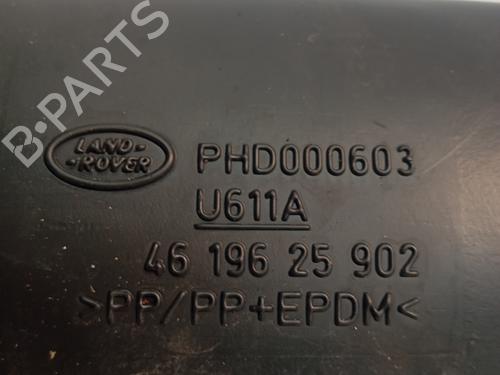 B-PARTS
LAND-
-ROVER
PHD000603
U611A
46 196 25 902
>PP/PP+EPDM<